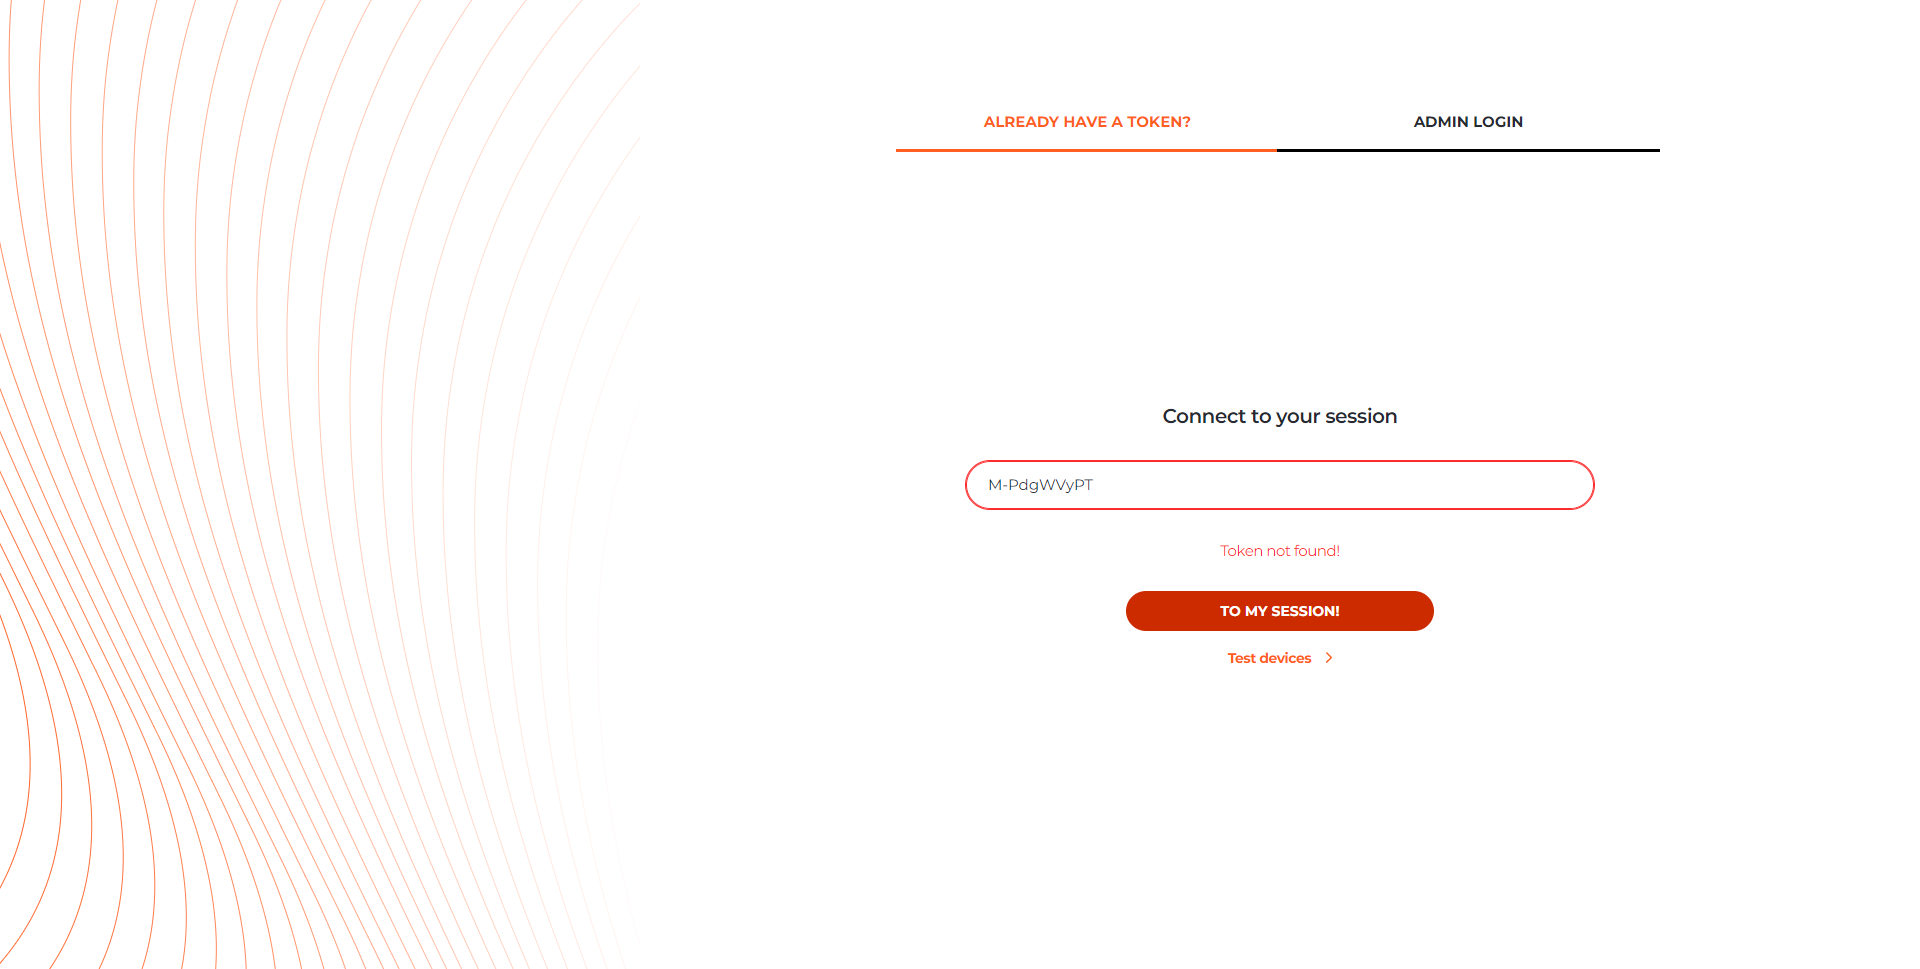 ALREADY HAVE A TOKEN?
ADMIN LOGIN
Connect to your session
M-PdgWVyPT
Token not found!
TO MY SESSION!
Test devices